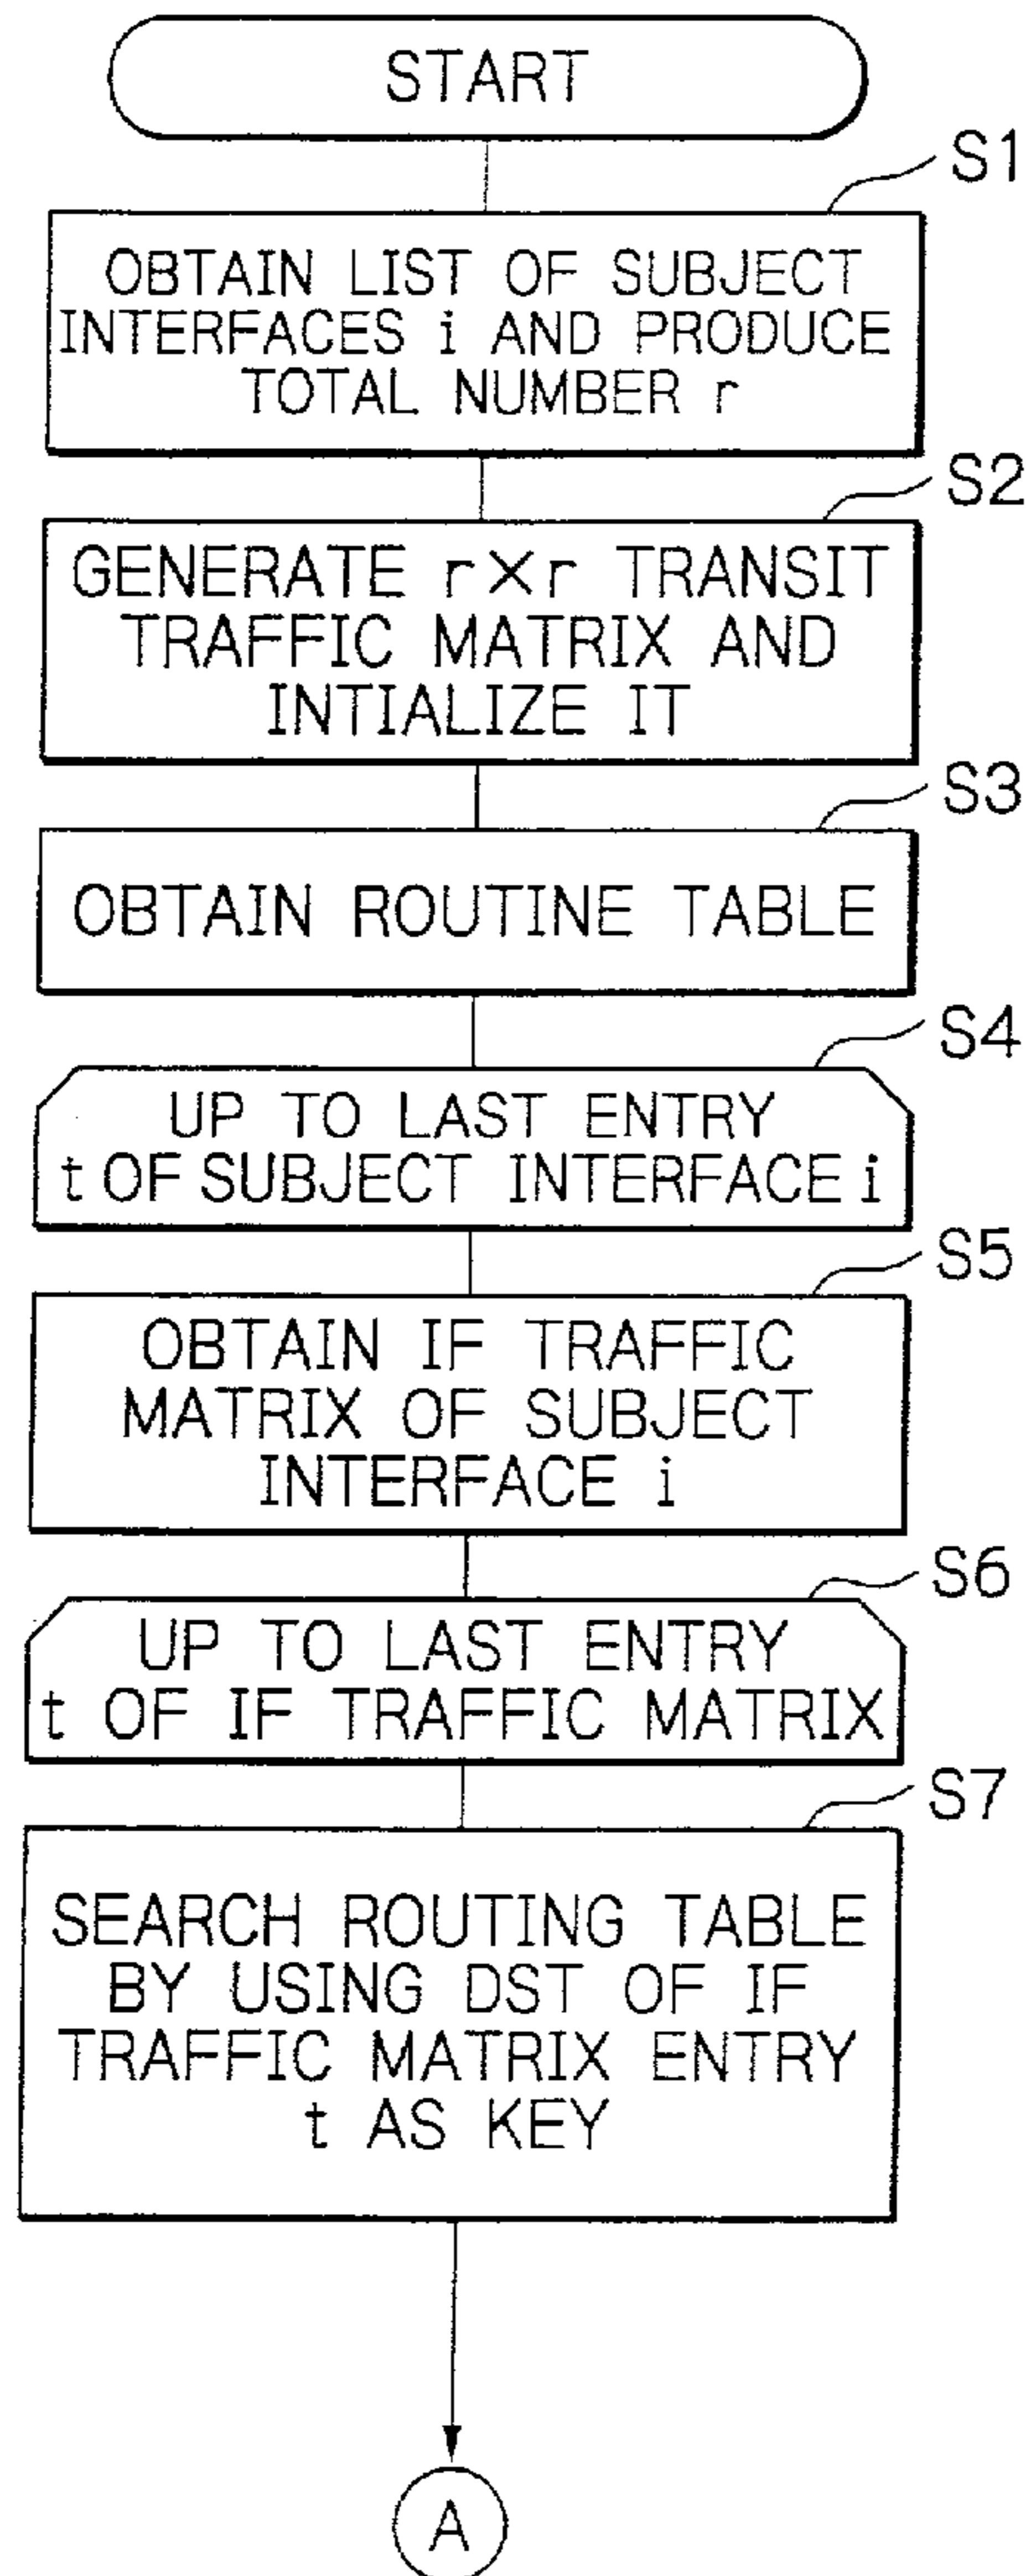 START
S1
OBTAIN LIST OF SUBJECT
INTERFACES i AND PRODUCE
TOTAL NUMBER r
S2
GENERATE r×r TRANSIT
TRAFFIC MATRIX AND
INTIALIZE IT
S3
OBTAIN ROUTINE TABLE
S4
UP TO LAST ENTRY
t OF SUBJECT INTERFACE i
S5
OBTAIN IF TRAFFIC
MATRIX OF SUBJECT
INTERFACE i
S6
UP TO LAST ENTRY
t OF IF TRAFFIC MATRIX
S7
SEARCH ROUTING TABLE
BY USING DST OF IF
TRAFFIC MATRIX ENTRY
t AS KEY
A